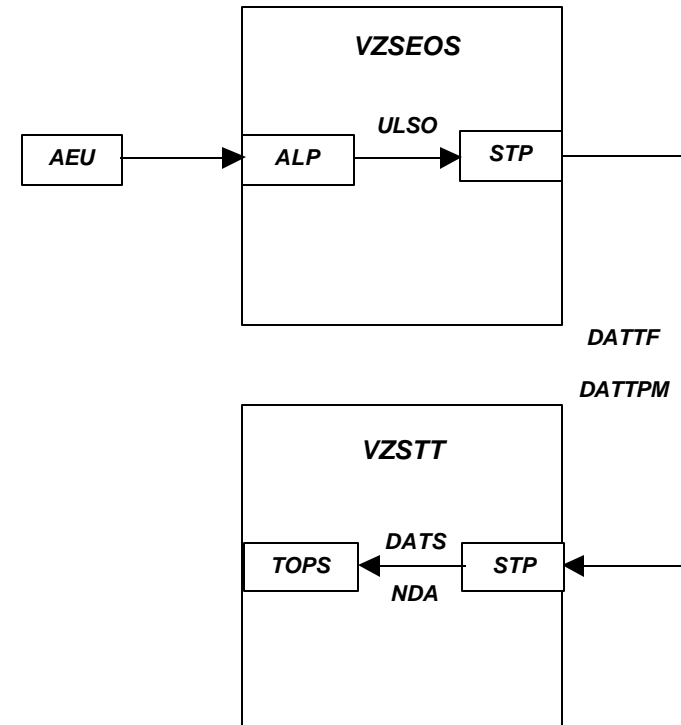 VZSEOS
ULSO
AEU
ALP
STP
DATTF
DATTPM
VZSTT
DATS
TOPS
STP
NDA